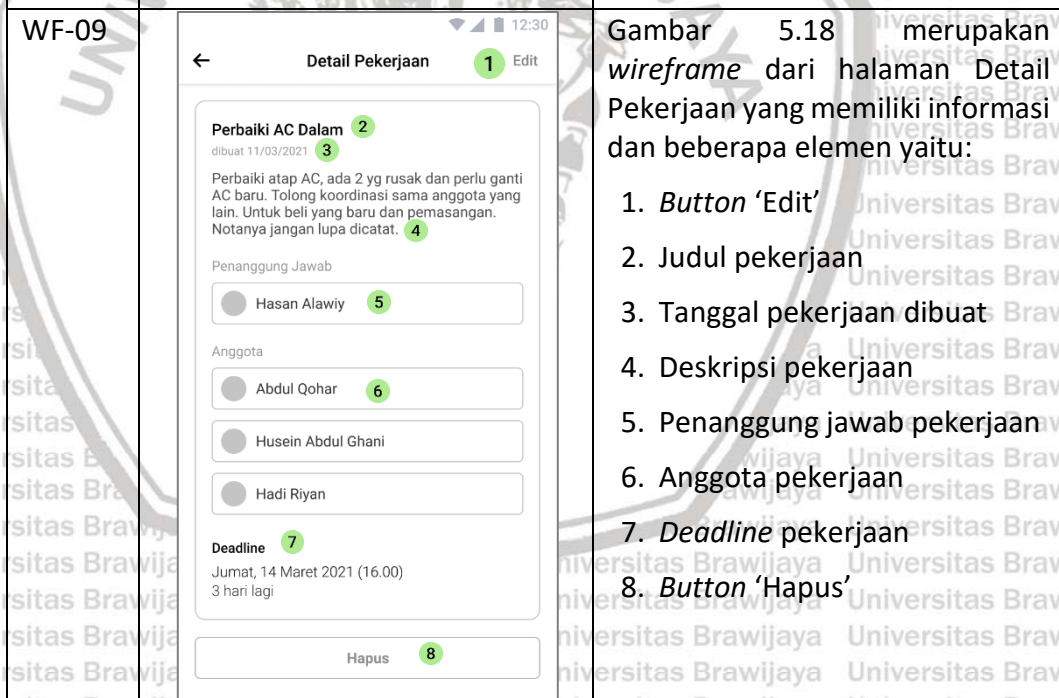 WF-09
12:30
Detail Pekerjaan
1
Edit
Perbaiki AC Dalam 2
dibuat 11/03/2021 3
Perbaiki atap AC, ada 2 yg rusak dan perlu ganti
AC baru. Tolong koordinasi sama anggota yang
lain. Untuk beli yang baru dan pemasangan.
Notanya jangan lupa dicatat. 4
Penanggung Jawab
Hasan Alawiy 5
Anggota
Abdul Qohar 6
Husein Abdul Ghani
Hadi Riyan
Deadline 7
Jumat, 14 Maret 2021 (16.00)
3 hari lagi
Hapus 8
Gambar 5.18 merupakan
wireframe dari halaman Detail
Pekerjaan yang memiliki informasi
dan beberapa elemen yaitu:
1. Button ‘Edit’
2. Judul pekerjaan
3. Tanggal pekerjaan dibuat
4. Deskripsi pekerjaan
5. Penanggung jawab pekerjaan
6. Anggota pekerjaan
7. Deadline pekerjaan
8. Button ‘Hapus’
Universitas Brawijaya